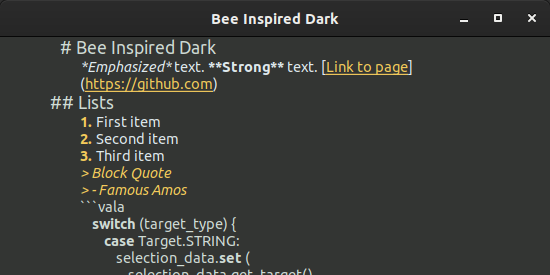 Bee Inspired Dark
# Bee Inspired Dark
*Emphasized* text. **Strong** text. [Link to page]
(https://github.com)
## Lists
1. First item
2. Second item
3. Third item
> Block Quote
> - Famous Amos
```vala
switch (target_type) {
case Target.STRING:
selection_data.set (
selection_data.get_target()